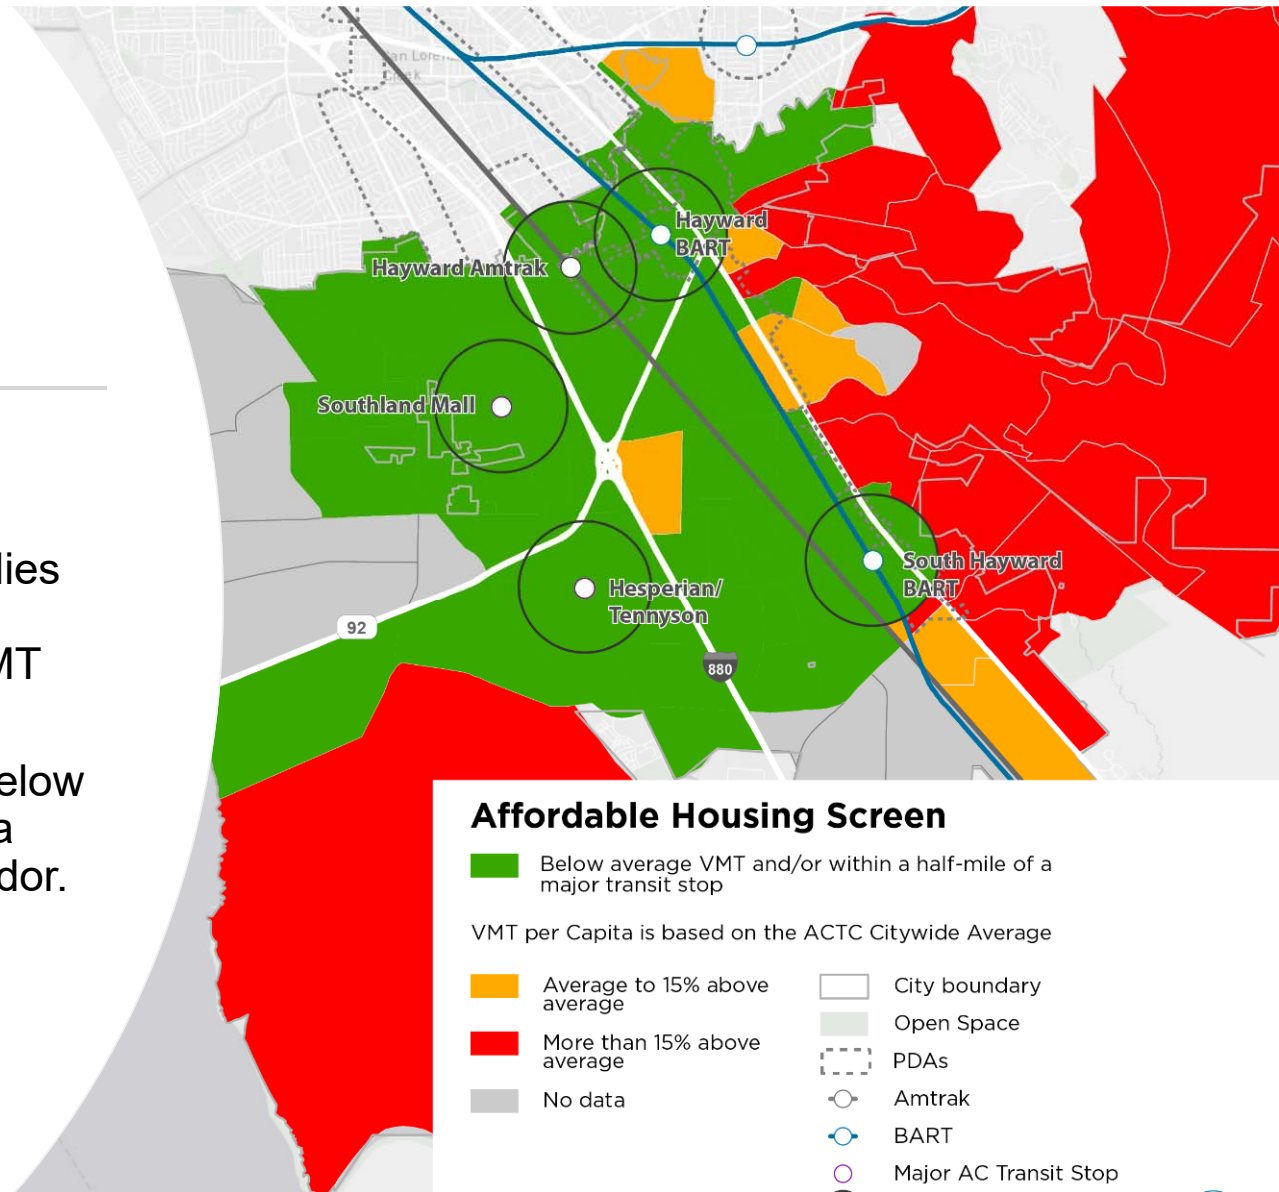 San Lorenzo
Creek
Hayward
BART
Hayward Amtrak
Southland Mall
South Hayward
BART
Hesperian/
Tennyson
92
880
lies
MT
elow
a
dor.
Affordable Housing Screen
Below average VMT and/or within a half-mile of a
major transit stop
VMT per Capita is based on the ACTC Citywide Average
Average to 15% above
average
More than 15% above
average
No data
City boundary
Open Space
PDAs
Amtrak
BART
Major AC Transit Stop